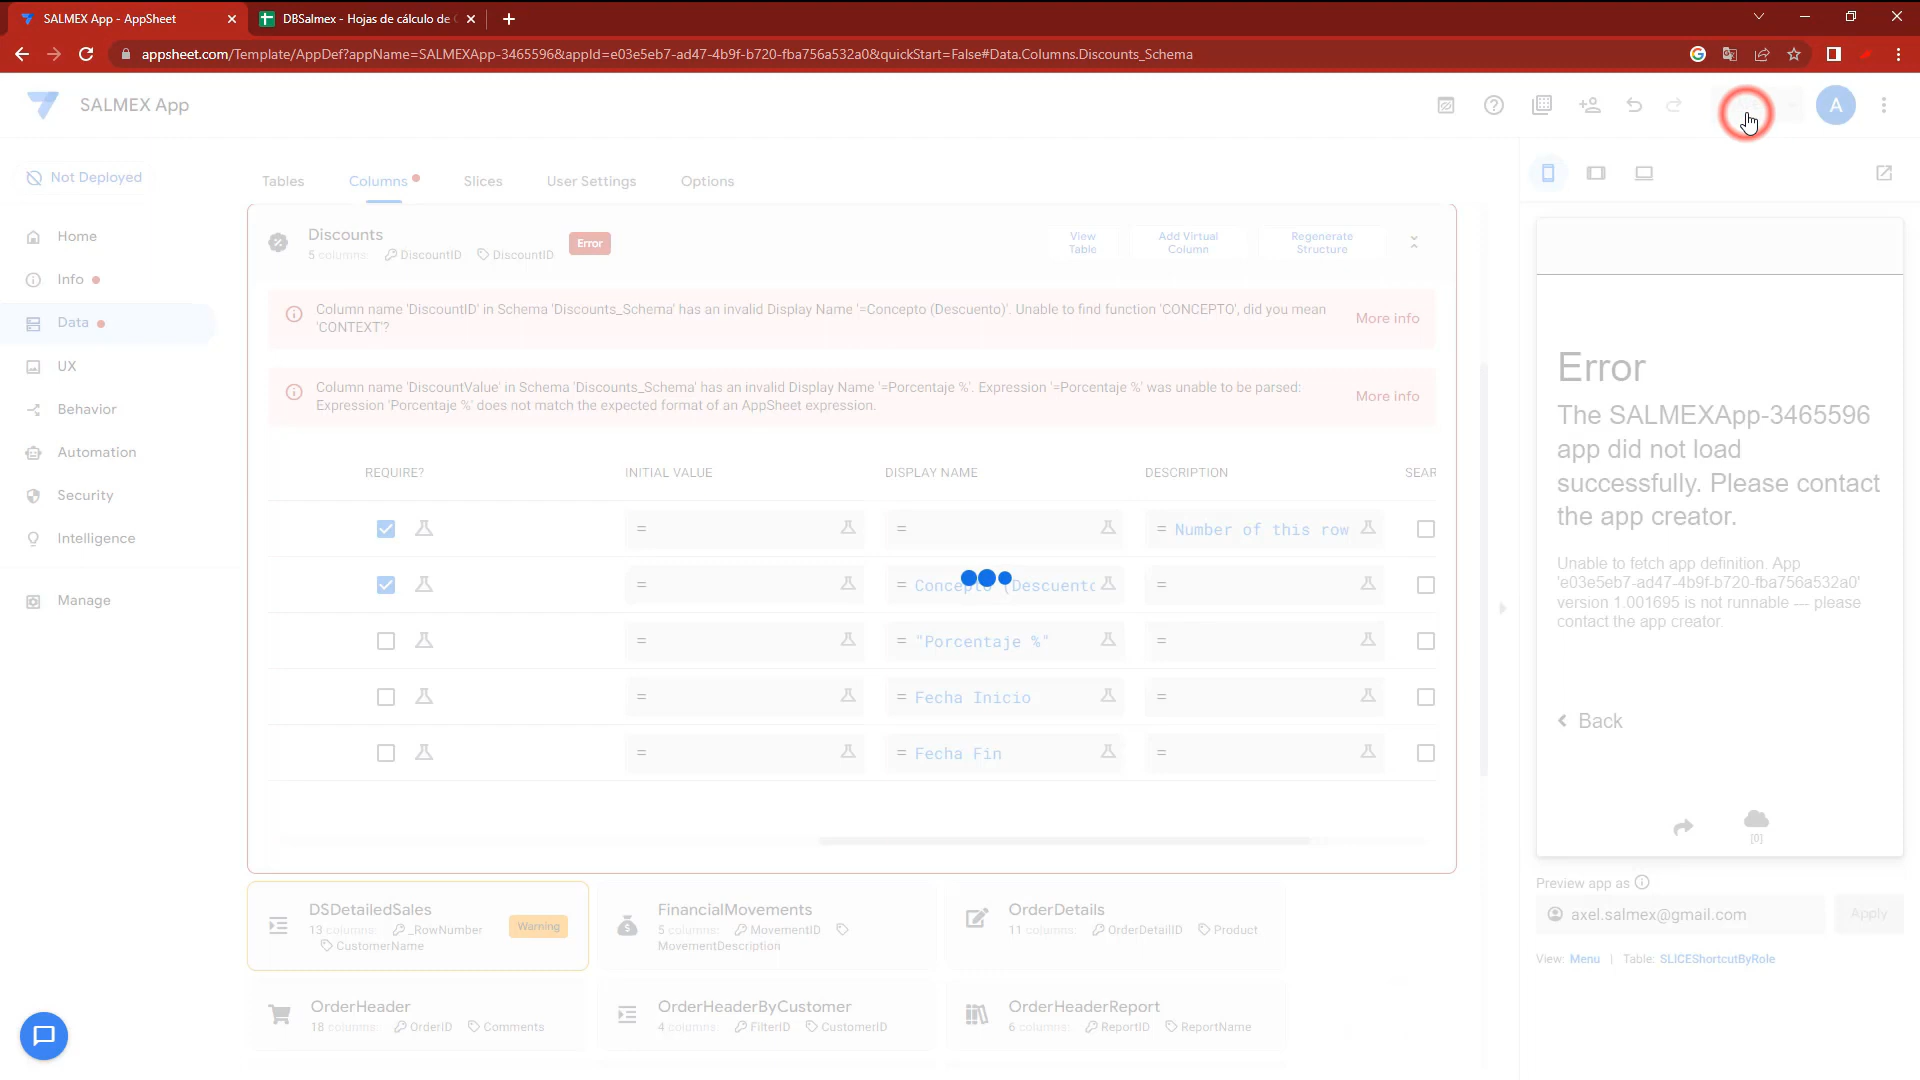 SALMEX App - AppSheet
DBSalmex - Hojas de cálculo de
appsheet.com/Template/AppDef?appName=SALMEXApp-3465596&appId=e03e5eb7-ad47-4b9f-b720-fba756a532a0&quickStart=False#Data.Columns.Discounts_Schema
SALMEX App
A
Not Deployed
Home
Info
Data
UX
Behavior
Automation
Security
Intelligence
Manage
Tables Columns Slices User Settings Options
Discounts
5 columns: DiscountID DiscountID
Error
View Table
Add Virtual Column
Regenerate Structure
Column name 'DiscountID' in Schema 'Discounts_Schema' has an invalid Display Name '=Concepto (Descuento)'. Unable to find function 'CONCEPTO', did you mean
'CONTEXT'?
More info
Column name 'DiscountValue' in Schema 'Discounts_Schema' has an invalid Display Name '=Porcentaje %'. Expression '=Porcentaje %' was unable to be parsed:
Expression 'Porcentaje %' does not match the expected format of an AppSheet expression.
More info
REQUIRE? INITIAL VALUE DISPLAY NAME DESCRIPTION SEAR
= = = Number of this row
= = Concepto (Descuento =
= = "Porcentaje %" =
= = Fecha Inicio =
= = Fecha Fin =
DSDetailedSales
13 columns: _RowNumber
CustomerName
Warning
FinancialMovements
5 columns: MovementID
MovementDescription
OrderDetails
11 columns: OrderDetailID Product
OrderHeader
18 columns: OrderID Comments
OrderHeaderByCustomer
4 columns: FilterID CustomerID
OrderHeaderReport
6 columns: ReportID ReportName
Error
The SALMEXApp-3465596
app did not load
successfully. Please contact
the app creator.
Unable to fetch app definition. App
'e03e5eb7-ad47-4b9f-b720-fba756a532a0'
version 1.001695 is not runnable --- please
contact the app creator.
Back
[0]
Preview app as
axel.salmex@gmail.com
Apply
View: Menu | Table: SLICEShortcutByRole